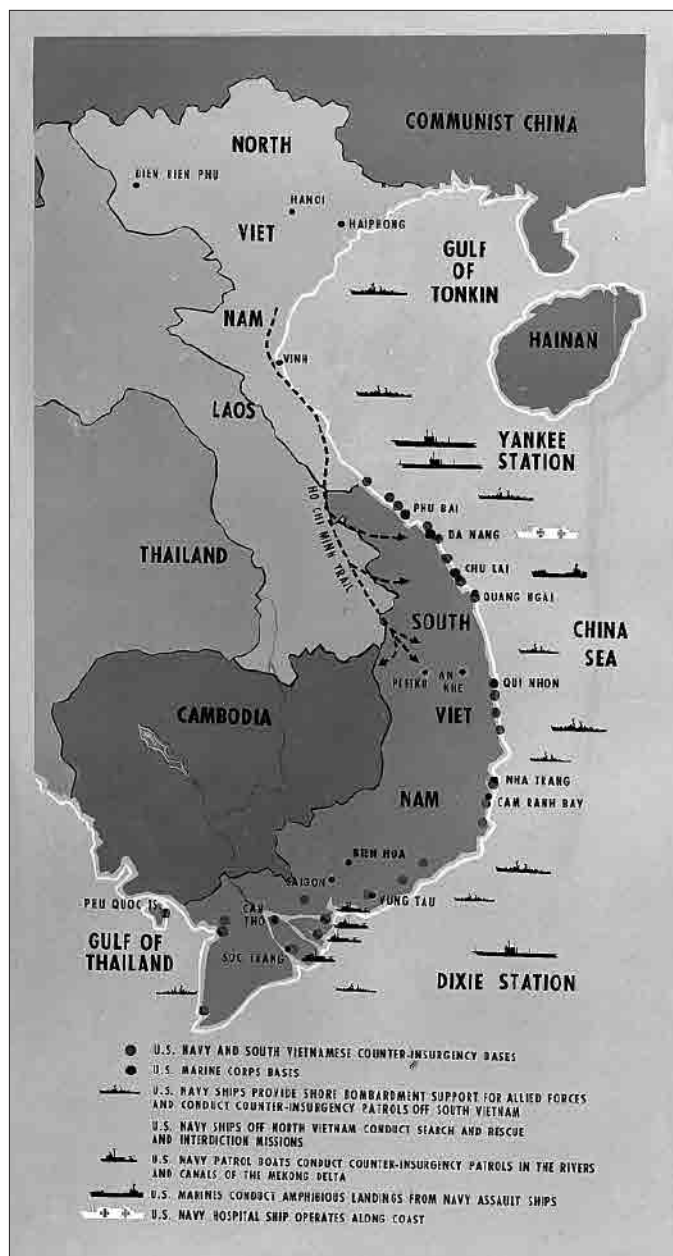 COMMUNIST CHINA
NORTH
DIEN BIEN PHU
HANOI
HAIPHONG
VIET
GULF
OF
TONKIN
NAM
HAINAN
VINH
LAOS
YANKEE
STATION
HO CHI MINH TRAIL
PHU BAI
DA NANG
THAILAND
CHU LAI
QUANG NGAI
SOUTH
CHINA
SEA
PLEIKU
AN
KHE
QUI NHON
CAMBODIA
VIET
NHA TRANG
NAM
CAM RANH BAY
BIEN HOA
SAIGON
PHU QUOC IS.
CAN
THO
VUNG TAU
GULF OF
THAILAND
SOC TRANG
DIXIE STATION
U.S. NAVY AND SOUTH VIETNAMESE COUNTER-INSURGENCY BASES
U.S. MARINE CORPS BASES
U.S. NAVY SHIPS PROVIDE SHORE BOMBARDMENT SUPPORT FOR ALLIED FORCES
AND CONDUCT COUNTER-INSURGENCY PATROLS OFF SOUTH VIETNAM
U.S. NAVY SHIPS OFF NORTH VIETNAM CONDUCT SEARCH AND RESCUE
AND INTERDICTION MISSIONS
U.S. NAVY PATROL BOATS CONDUCT COUNTER-INSURGENCY PATROLS IN THE RIVERS
AND CANALS OF THE MEKONG DELTA
U.S. MARINES CONDUCT AMPHIBIOUS LANDINGS FROM NAVY ASSAULT SHIPS
U.S. NAVY HOSPITAL SHIP OPERATES ALONG COAST